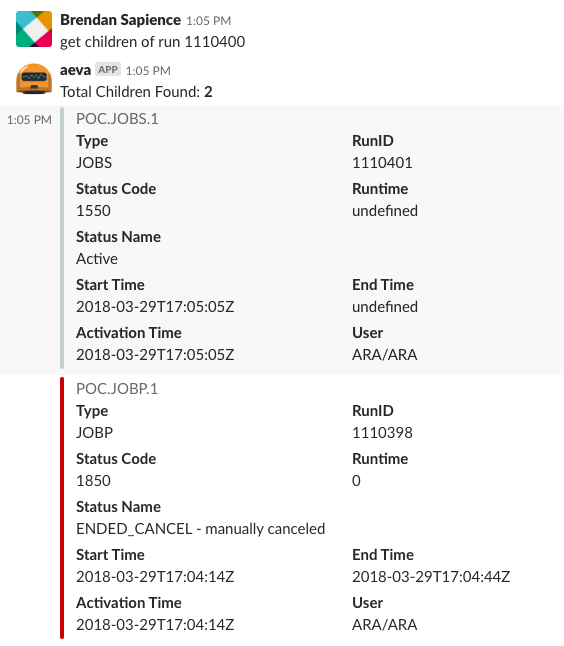 Brendan Sapience 1:05 PM
get children of run 1110400
aeva APP 1:05 PM
Total Children Found: 2
1:05 PM POC.JOBS.1
Type RunID
JOBS 1110401
Status Code Runtime
1550 undefined
Status Name
Active
Start Time End Time
2018-03-29T17:05:05Z undefined
Activation Time User
2018-03-29T17:05:05Z ARA/ARA
POC.JOBP.1
Type RunID
JOBP 1110398
Status Code Runtime
1850 0
Status Name
ENDED_CANCEL - manually canceled
Start Time End Time
2018-03-29T17:04:14Z 2018-03-29T17:04:44Z
Activation Time User
2018-03-29T17:04:14Z ARA/ARA